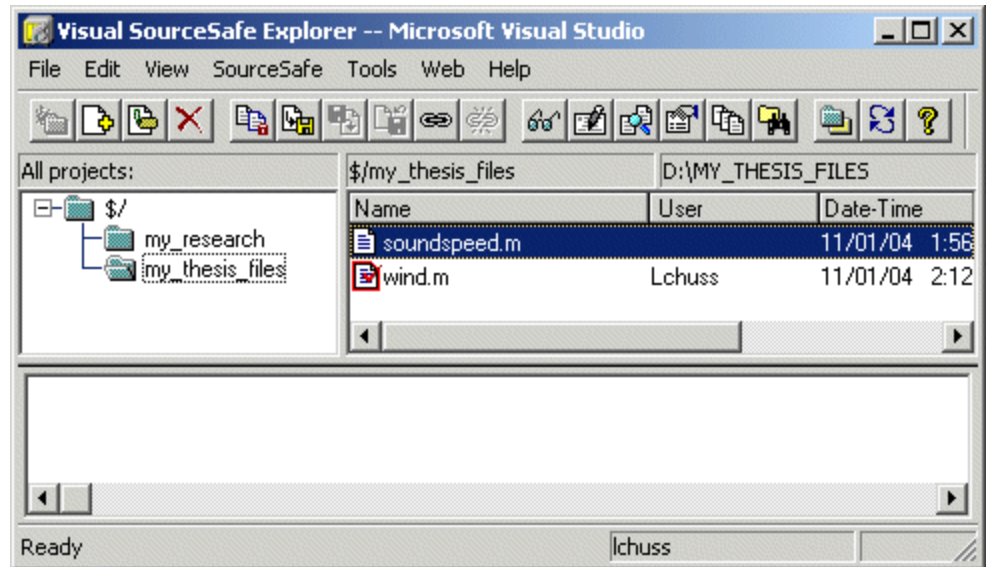 Visual SourceSafe Explorer -- Microsoft Visual Studio
File Edit View SourceSafe Tools Web Help
All projects:
$/my_thesis_files
D:\MY_THESIS_FILES
$/
my_research
my_thesis_files
Name User Date-Time
soundspeed.m 11/01/04 1:56
wind.m Lchuss 11/01/04 2:12
Ready
lchuss